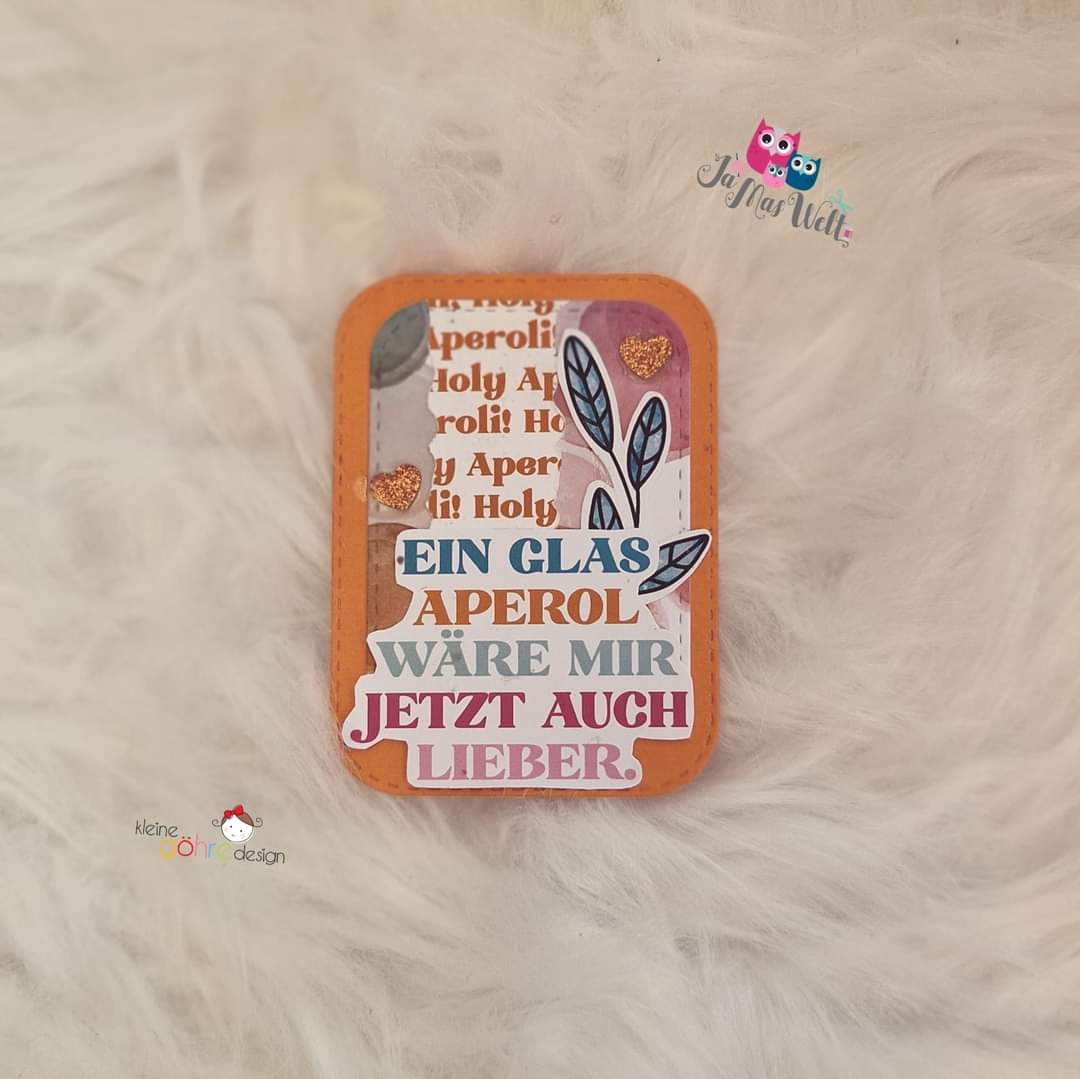 Ja'Mas Welt
Holy
Aperoli!
Holy Ap
roli! Ho
y Aper
li! Holy
EIN GLAS
APEROL
WÄRE MIR
JETZT AUCH
LIEBER.
kleine
göhre design